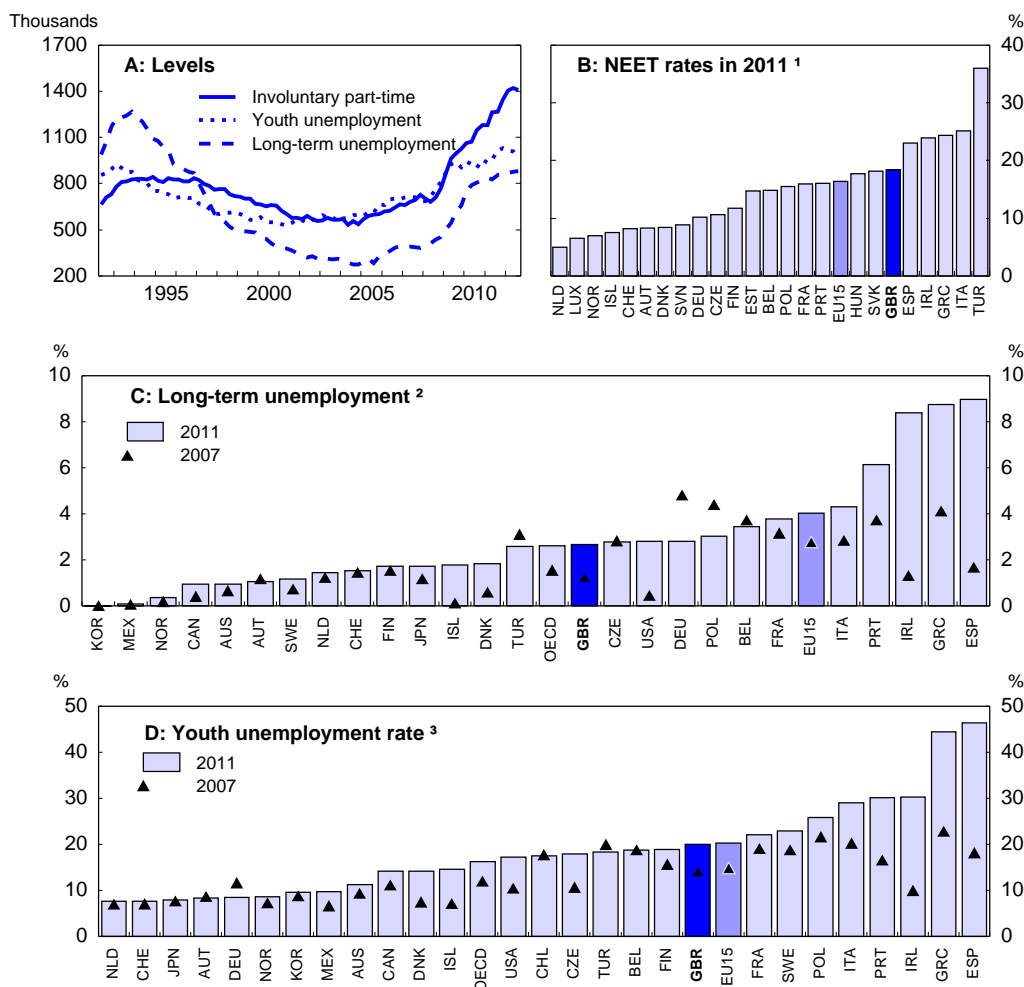 Thousands
1700
1400
1100
800
500
200
A: Levels
Involuntary part-time
Youth unemployment
Long-term unemployment
1995 2000 2005 2010
%
40
30
20
10
0
B: NEET rates in 2011 ¹
NLD LUX NOR ISL CHE AUT DNK SVN DEU CZE FIN EST BEL POL FRA PRT EU15 HUN SVK GBR ESP IRL GRC ITA TUR
% %
10 10
8 8
6 6
4 4
2 2
0 0
C: Long-term unemployment ²
2011
2007
KOR MEX NOR CAN AUS AUT SWE NLD CHE FIN JPN ISL DNK TUR OECD GBR CZE USA DEU POL BEL FRA EU15 ITA PRT IRL GRC ESP
% %
50 50
40 40
30 30
20 20
10 10
0 0
D: Youth unemployment rate ³
2011
2007
NLD CHE JPN AUT DEU NOR KOR MEX AUS CAN DNK ISL OECD USA CHL CZE TUR BEL FIN GBR EU15 FRA SWE POL ITA PRT IRL GRC ESP